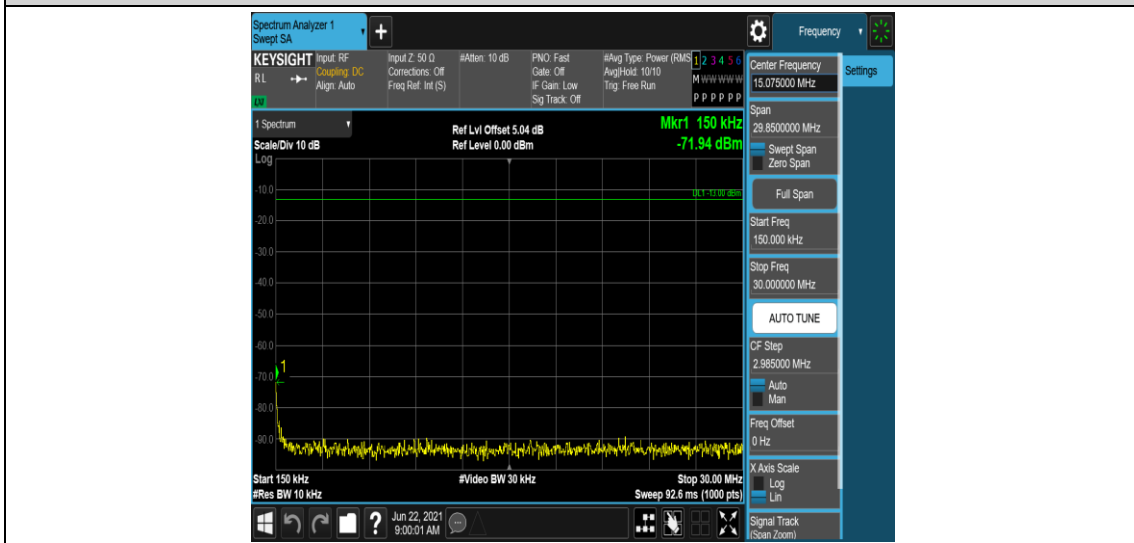 Spectrum Analyzer 1
Swept SA
+
Frequency
KEYSIGHT
RL
Input: RF
Coupling: DC
Align: Auto
Input Z: 50 Ω
Corrections: Off
Freq Ref: Int (S)
#Atten: 10 dB
PNO: Fast
Gate: Off
IF Gain: Low
Sig Track: Off
#Avg Type: Power (RMS
Avg|Hold: 10/10
Trig: Free Run
1 2 3 4 5 6
M W W W W W
P P P P P P
1 Spectrum
Scale/Div 10 dB
Log
Ref Lvl Offset 5.04 dB
Ref Level 0.00 dBm
Mkr1 150 kHz
-71.94 dBm
DL1 -13.00 dBm
-10.0
-20.0
-30.0
-40.0
-50.0
-60.0
-70.0
-80.0
-90.0
1
Start 150 kHz
#Res BW 10 kHz
#Video BW 30 kHz
Stop 30.00 MHz
Sweep 92.6 ms (1000 pts)
Center Frequency
15.075000 MHz
Settings
Span
29.8500000 MHz
Swept Span
Zero Span
Full Span
Start Freq
150.000 kHz
Stop Freq
30.000000 MHz
AUTO TUNE
CF Step
2.985000 MHz
Auto
Man
Freq Offset
0 Hz
X Axis Scale
Log
Lin
Signal Track
(Span Zoom)
?
Jun 22, 2021
9:00:01 AM